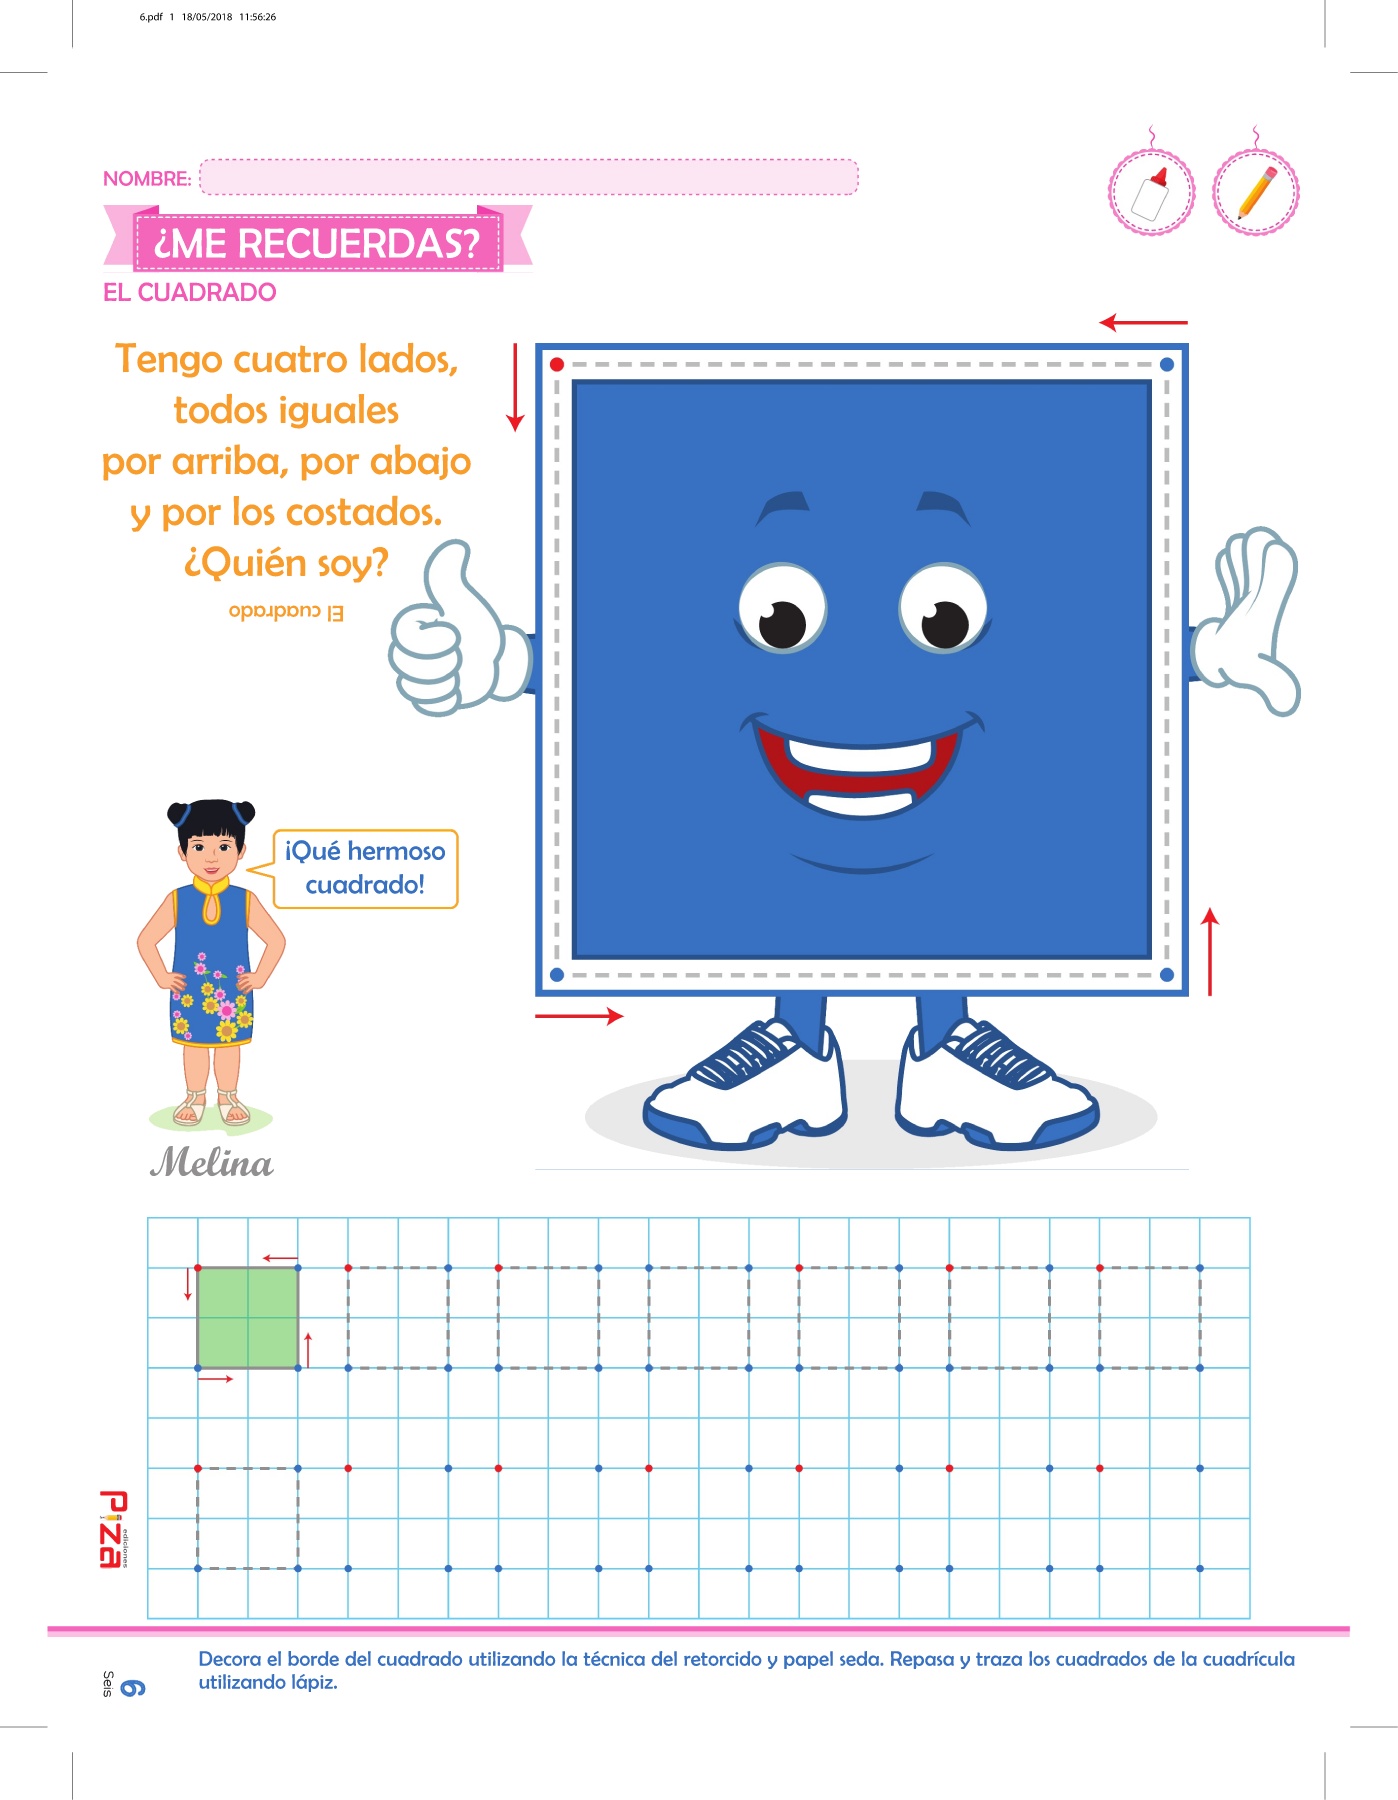 6.pdf 1 18/05/2018 11:56:26
NOMBRE:
¿ME RECUERDAS?
EL CUADRADO
Tengo cuatro lados,
todos iguales
por arriba, por abajo
y por los costados.
¿Quién soy?
El cuadrado
¡Qué hermoso
cuadrado!
Melina
Piza
ediciones
Decora el borde del cuadrado utilizando la técnica del retorcido y papel seda. Repasa y traza los cuadrados de la cuadrícula
utilizando lápiz.
6
Seis